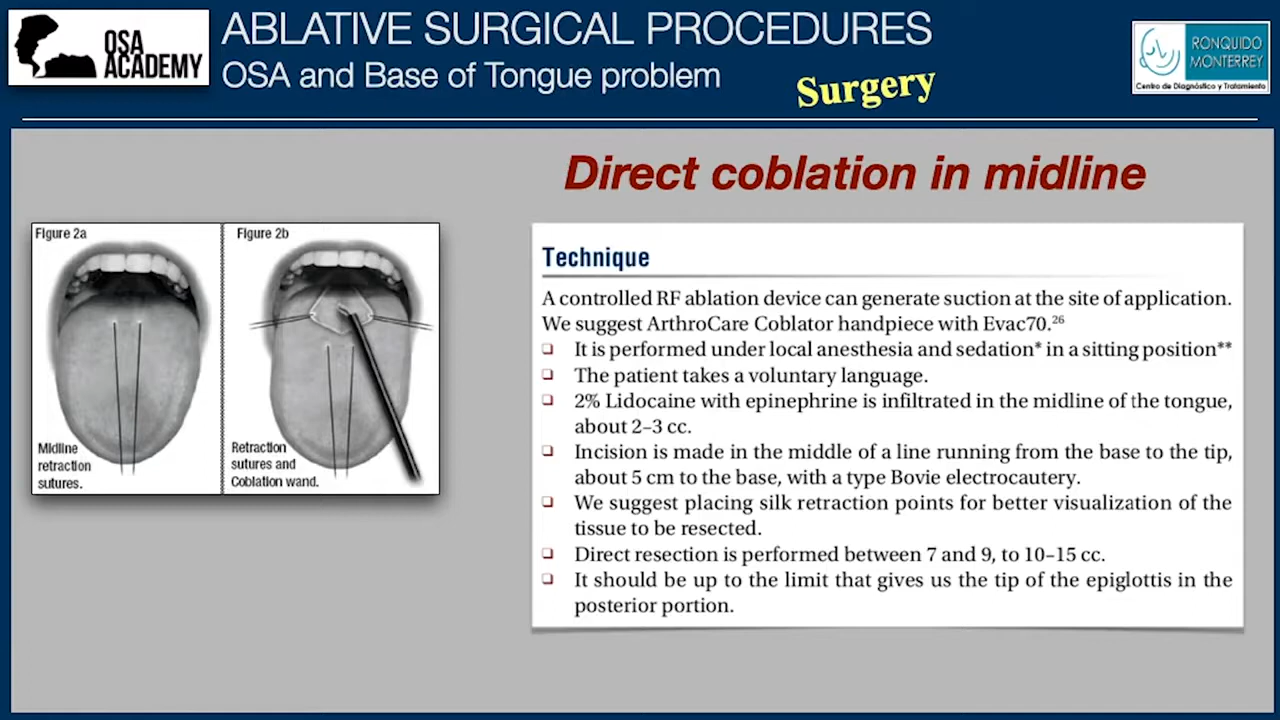 OSA
ACADEMY
ABLATIVE SURGICAL PROCEDURES
OSA and Base of Tongue problem
Surgery
RONQUIDO
MONTERREY
Centro de Diagnóstico y Tratamiento
Direct coblation in midline
Figure 2a
Midline
retraction
sutures.
Figure 2b
Retraction
sutures and
Coblation wand.
Technique
A controlled RF ablation device can generate suction at the site of application.
We suggest ArthroCare Coblator handpiece with Evac70.²⁶
❑ It is performed under local anesthesia and sedation* in a sitting position**
❑ The patient takes a voluntary language.
❑ 2% Lidocaine with epinephrine is infiltrated in the midline of the tongue,
about 2–3 cc.
❑ Incision is made in the middle of a line running from the base to the tip,
about 5 cm to the base, with a type Bovie electrocautery.
❑ We suggest placing silk retraction points for better visualization of the
tissue to be resected.
❑ Direct resection is performed between 7 and 9, to 10–15 cc.
❑ It should be up to the limit that gives us the tip of the epiglottis in the
posterior portion.